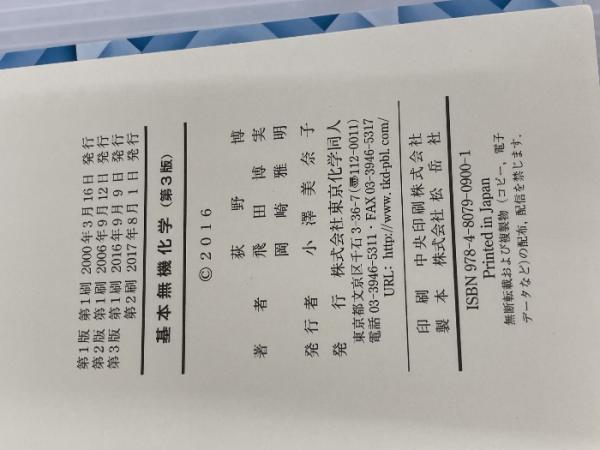 第1版 第1刷 2000年3月16日 発行
第2版 第1刷 2006年9月12日 発行
第3版 第1刷 2016年9月9日 発行
第2刷 2017年8月1日 発行
基本無機化学（第3版）
© 2016
著者 荻野博
飛田博実
岡崎雅明
発行者 小澤美奈子
発行 株式会社東京化学同人
東京都文京区千石3-36-7(〠112-0011)
電話 03-3946-5311・FAX 03-3946-5317
URL: http://www.tkd-pbl.com/
印刷 中央印刷株式会社
製本 株式会社松岳社
ISBN 978-4-8079-0900-1
Printed in Japan
無断転載および複製物（コピー，電子
データなど）の配布，配信を禁じます．